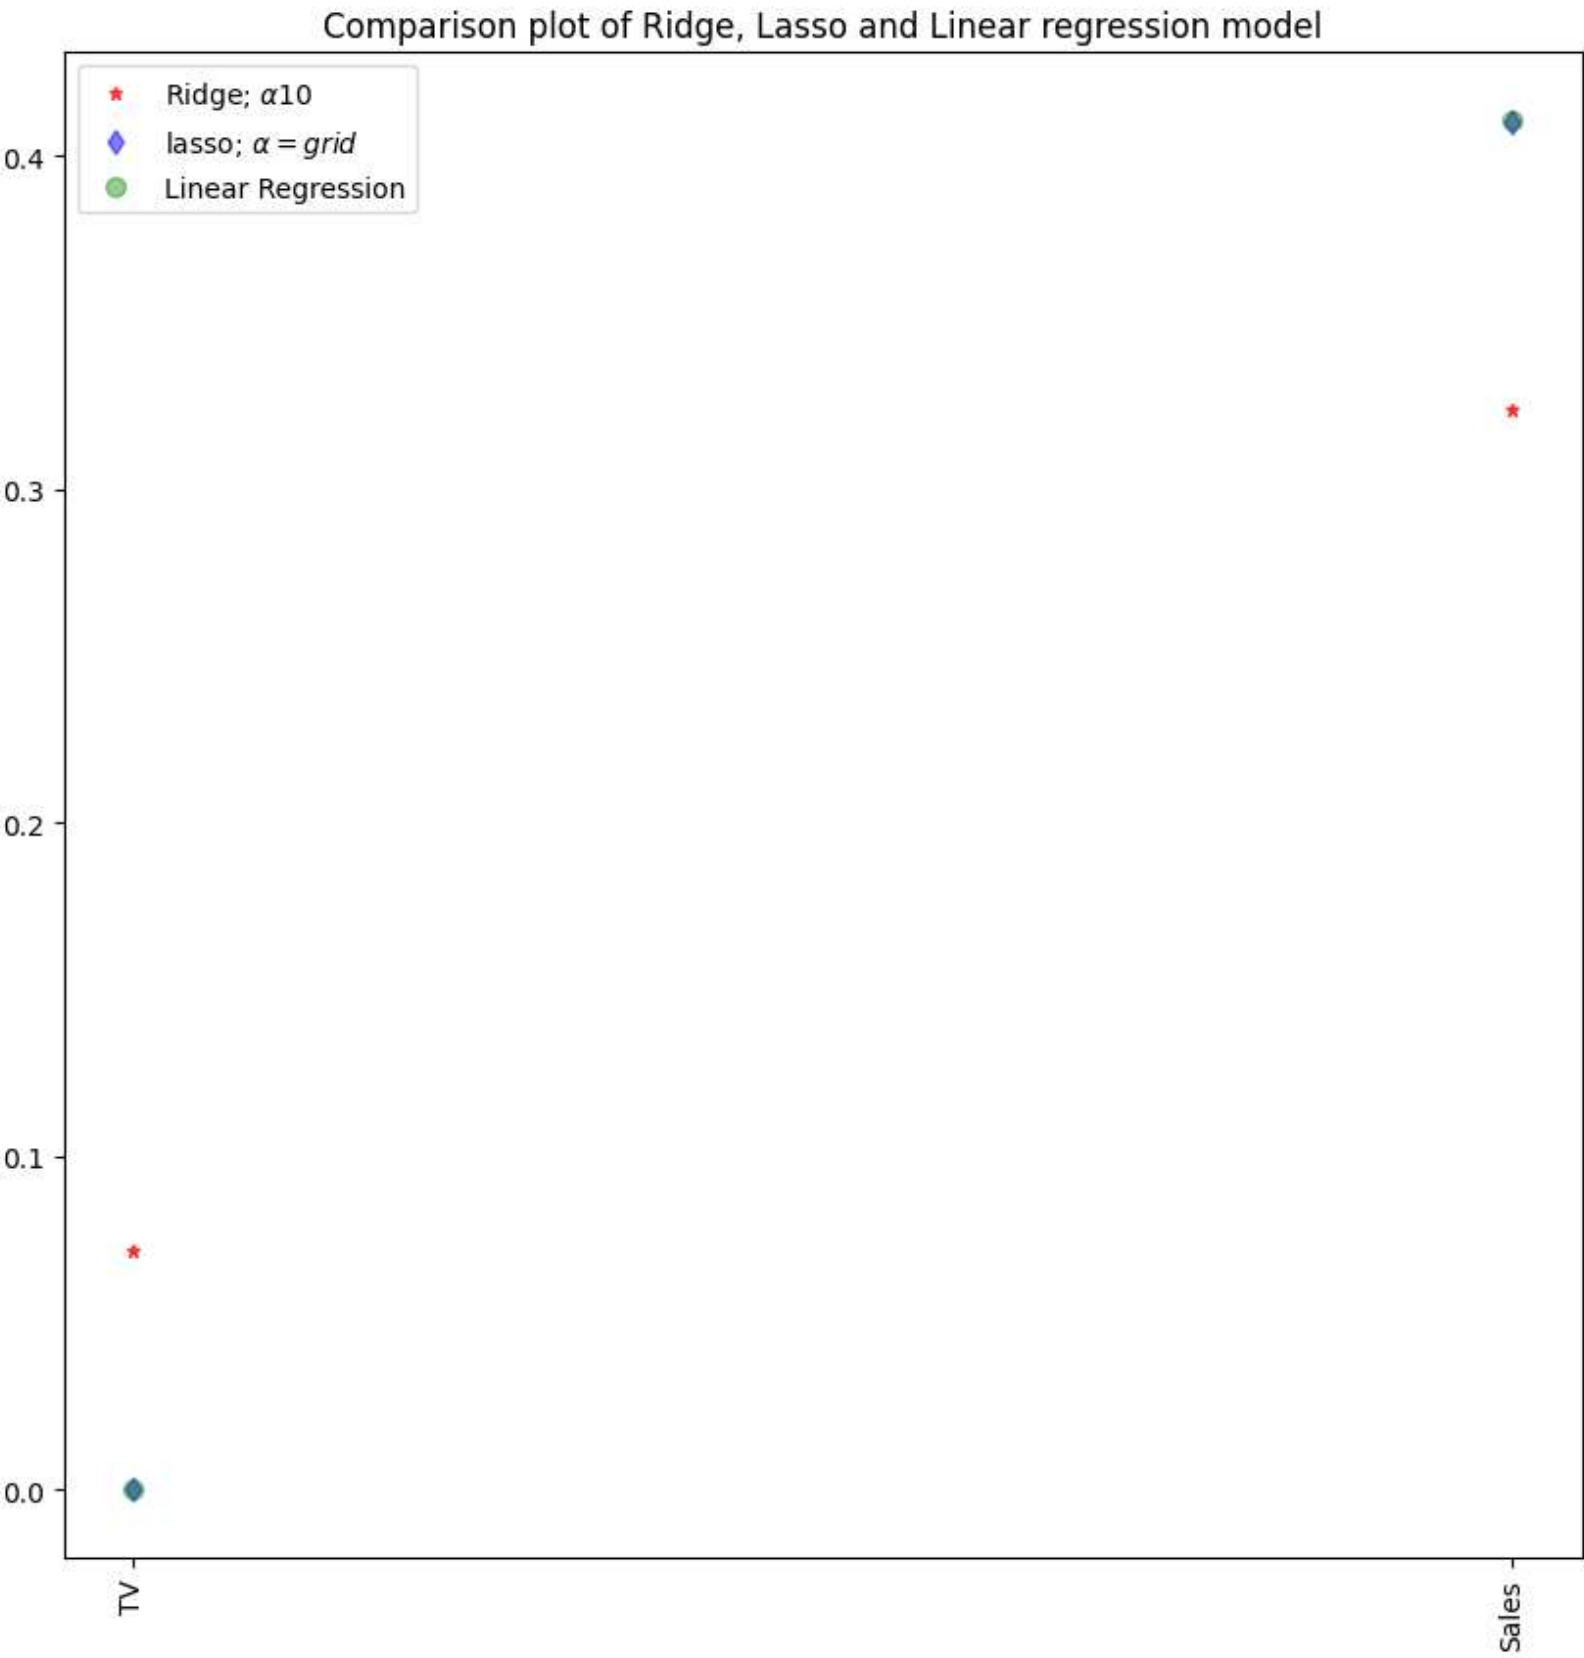 Comparison plot of Ridge, Lasso and Linear regression model
Ridge; α10
lasso; α = grid
Linear Regression
0.4
0.3
0.2
0.1
0.0
TV
Sales